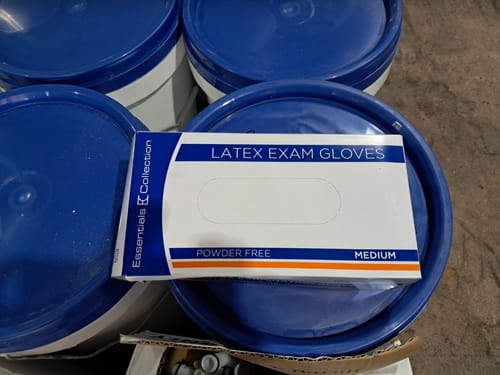 LATEX EXAM GLOVES
Essentials Collection
POWDER FREE
MEDIUM